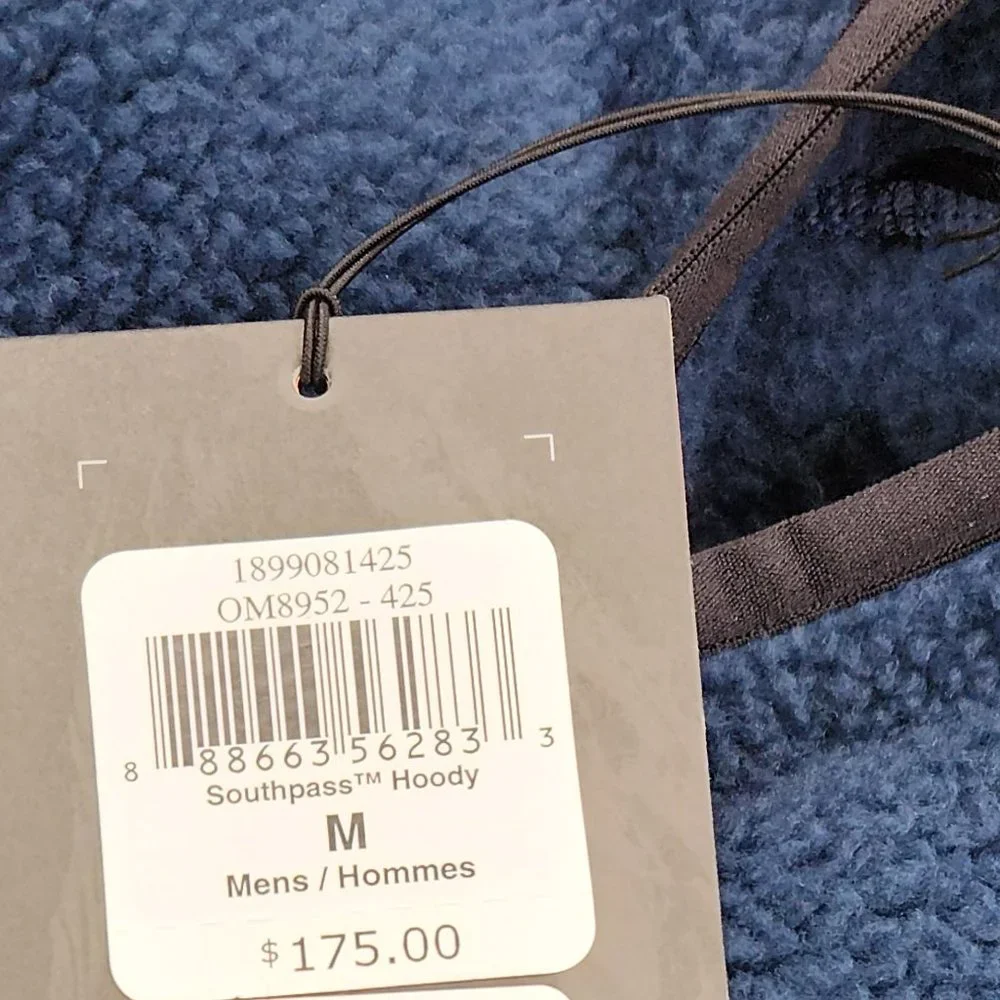 1899081425
OM8952 - 425
8 88663 56283 3
Southpass™ Hoody
M
Mens / Hommes
$ 175.00